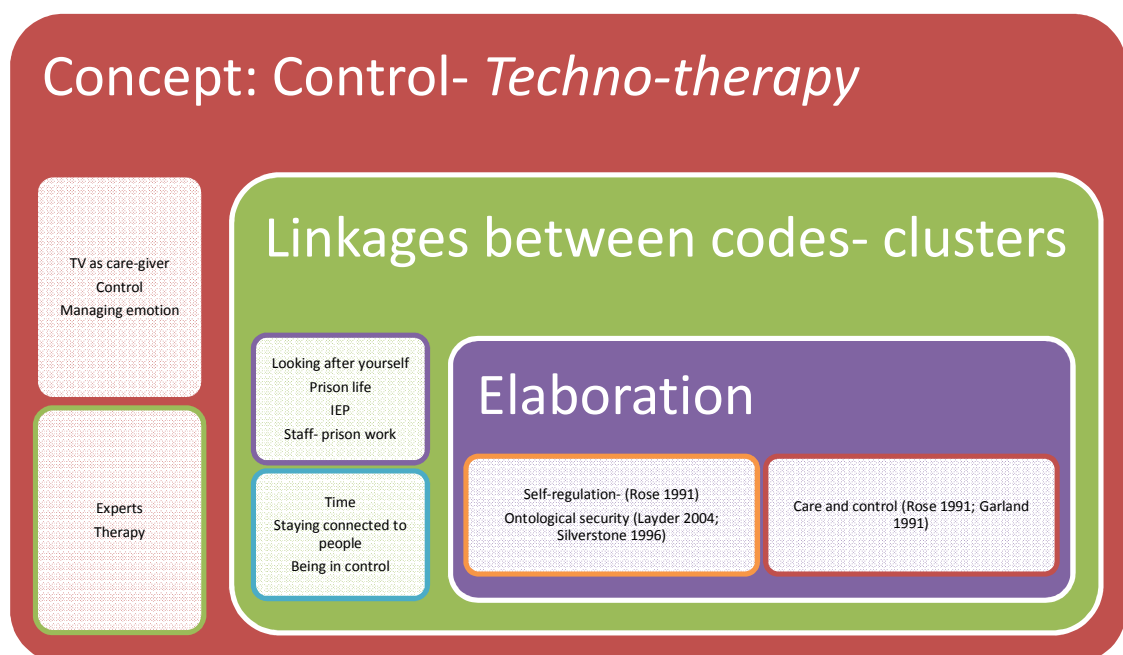 Concept: Control- Techno-therapy
TV as care-giver
Control
Managing emotion
Experts
Therapy
Linkages between codes- clusters
Looking after yourself
Prison life
IEP
Staff- prison work
Time
Staying connected to
people
Being in control
Elaboration
Self-regulation- (Rose 1991)
Ontological security (Layder 2004;
Silverstone 1996)
Care and control (Rose 1991; Garland
1991)